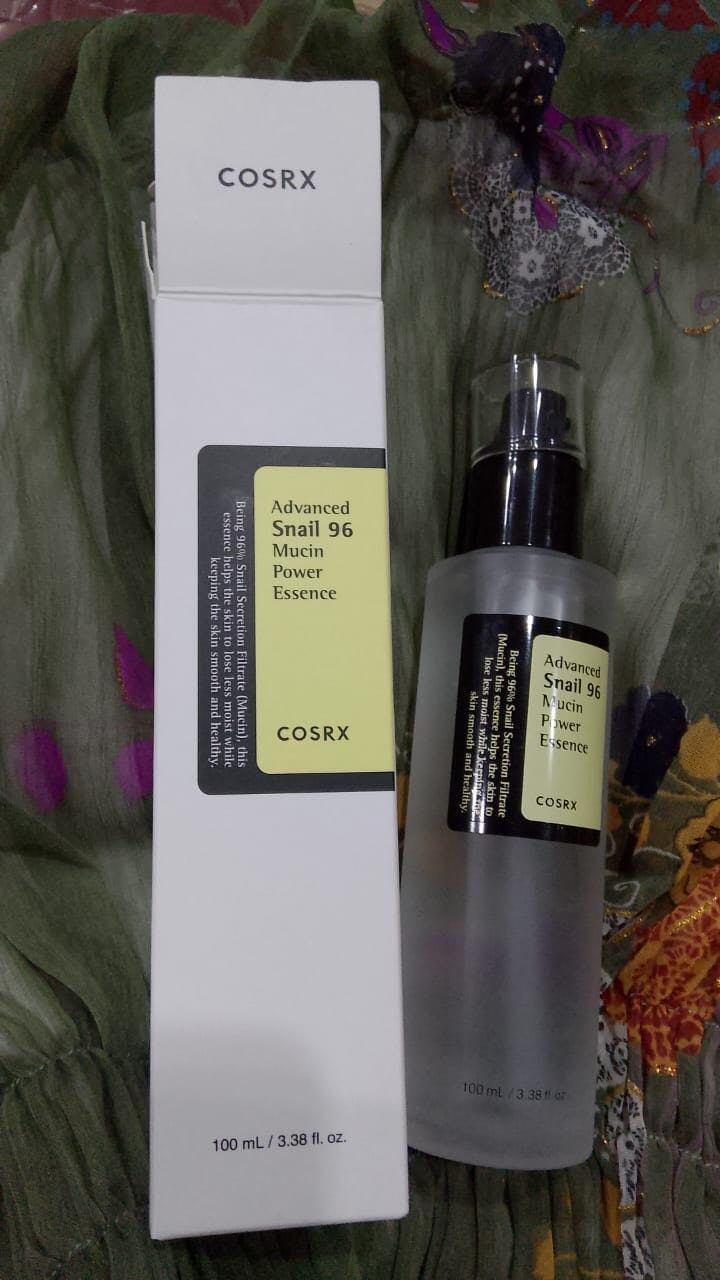 COSRX
Advanced
Snail 96
Mucin
Power
Essence
COSRX
Being 96% Snail Secretion Filtrate (Mucin), this
essence helps the skin to lose less moist while
keeping the skin smooth and healthy.
100 mL / 3.38 fl. oz.
Advanced
Snail 96
Mucin
Power
Essence
COSRX
Being 96% Snail Secretion Filtrate
(Mucin), this essence helps the skin to
lose less moist while keeping the
skin smooth and healthy.
100 mL / 3.38 fl oz